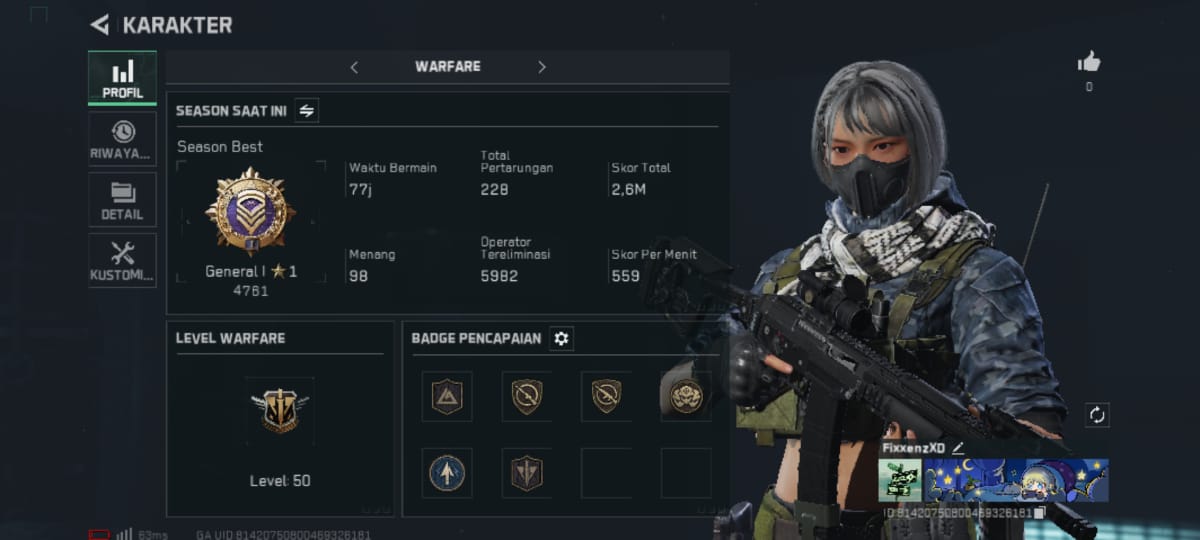 KARAKTER
PROFIL
RIWAYA...
DETAIL
KUSTOMI...
WARFARE
SEASON SAAT INI
Season Best
General I ★ 1
4761
Waktu Bermain
77j
Total
Pertarungan
228
Skor Total
2,6M
Menang
98
Operator
Tereliminasi
5982
Skor Per Menit
559
LEVEL WARFARE
Level: 50
BADGE PENCAPAIAN
0
FixxenzXD
ID:81420750800469326181
63ms
GA UID:81420750800469326181